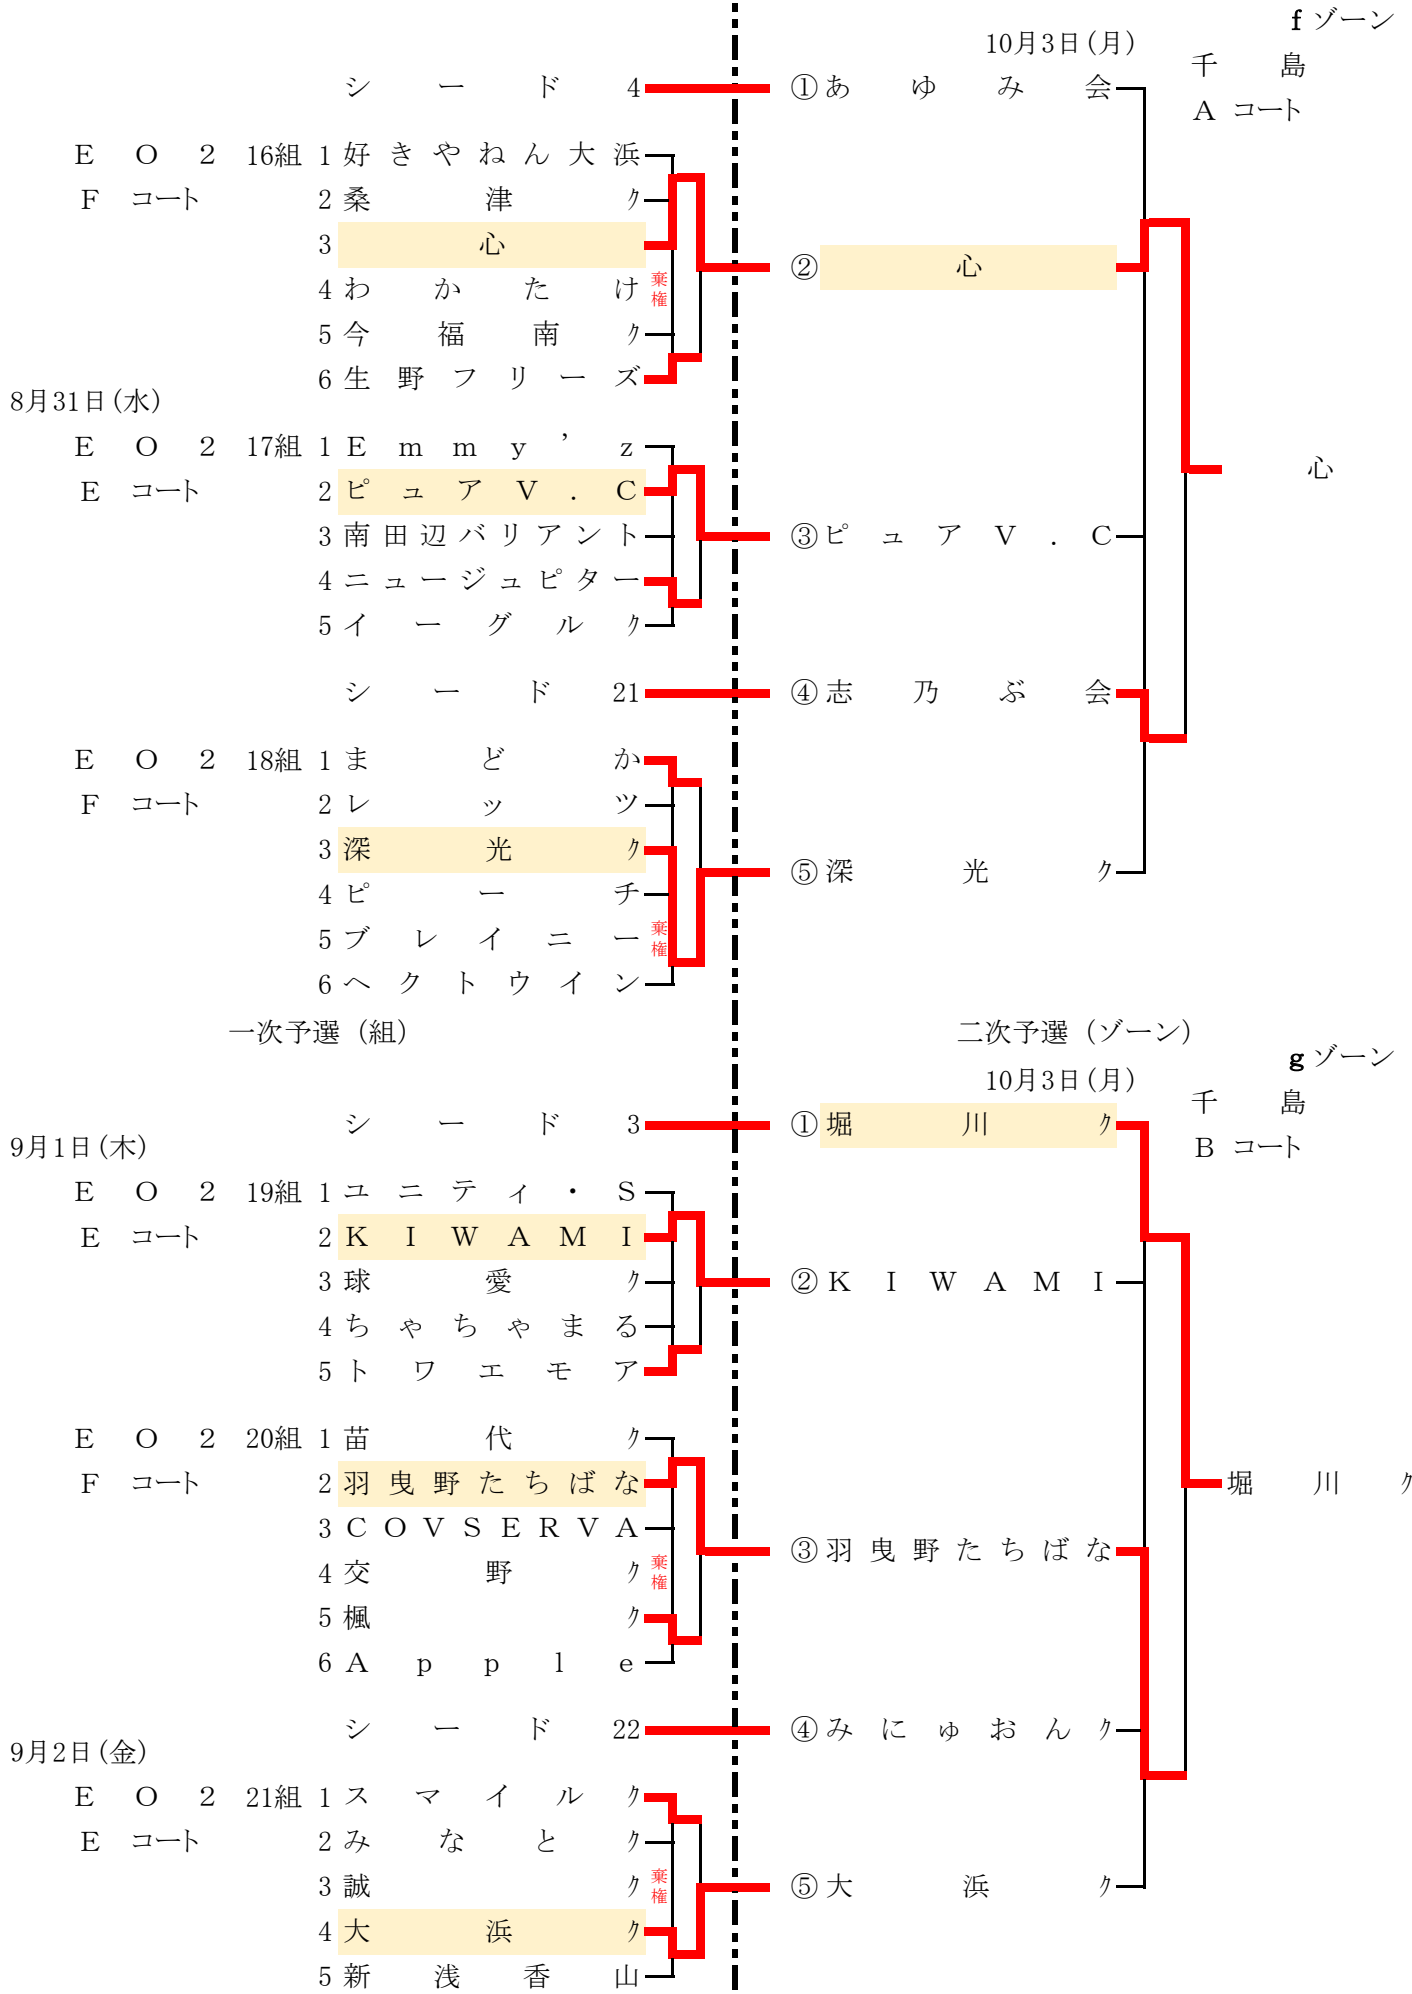 f ゾーン
10月3日(月)
千島
A コート
シード 4
①あゆみ会
EO2 16組 1 好きやねん大浜
F コート 2 桑津ク
3 心
②心
4 わかたけ 棄権
5 今福南ク
6 生野フリーズ
8月31日(水)
EO2 17組 1 Emmy’z
心
E コート 2 ピュアV.C
3 南田辺バリアント
③ピュアV.C
4 ニュージュピター
5 イーグルク
シード 21
④志乃ぶ会
EO2 18組 1 まどか
F コート 2 レッツ
3 深光ク
⑤深光ク
4 ピーチ
5 ブレイニー 棄権
6 ヘクトウイン
一次予選(組)
二次予選(ゾーン)
g ゾーン
10月3日(月)
千島
B コート
シード 3
①堀川ク
9月1日(木)
EO2 19組 1 ユニティ・S
E コート 2 KIWAMI
3 球愛ク
②KIWAMI
4 ちゃちゃまる
5 トワエモア
EO2 20組 1 苗代ク
F コート 2 羽曳野たちばな
堀川ク
3 COVSERVA
③羽曳野たちばな
4 交野ク 棄権
5 楓ク
6 Apple
シード 22
④みにゅおんク
9月2日(金)
EO2 21組 1 スマイルク
E コート 2 みなとク
3 誠ク 棄権
⑤大浜ク
4 大浜ク
5 新浅香山